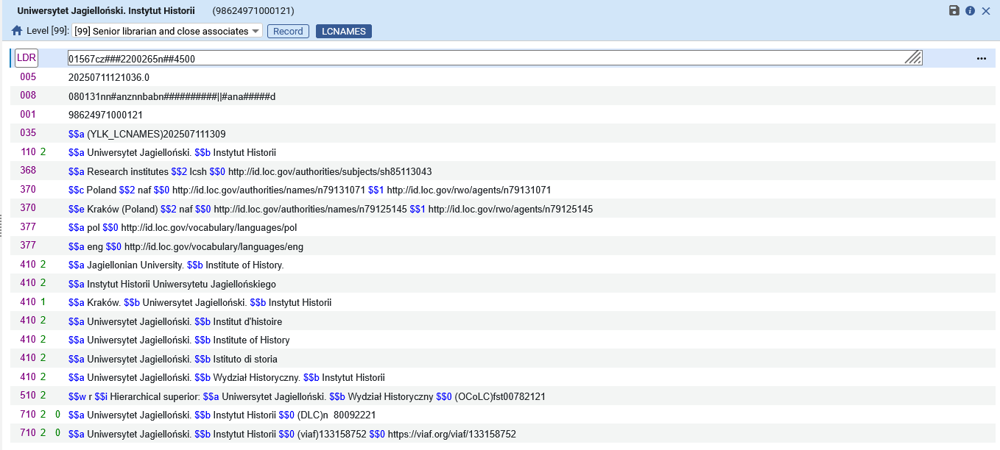 Uniwersytet Jagielloński. Instytut Historii (98624971000121)
Level [99]: [99] Senior librarian and close associates Record LCNAMES
LDR 01567cz###2200265n##4500
005 20250711121036.0
008 080131nn#anznnbabn##########||#ana#####d
001 98624971000121
035 $$a (YLK_LCNAMES)202507111309
110 2 $$a Uniwersytet Jagielloński. $$b Instytut Historii
368 $$a Research institutes $$2 lcsh $$0 http://id.loc.gov/authorities/subjects/sh85113043
370 $$c Poland $$2 naf $$0 http://id.loc.gov/authorities/names/n79131071 $$1 http://id.loc.gov/rwo/agents/n79131071
370 $$e Kraków (Poland) $$2 naf $$0 http://id.loc.gov/authorities/names/n79125145 $$1 http://id.loc.gov/rwo/agents/n79125145
377 $$a pol $$0 http://id.loc.gov/vocabulary/languages/pol
377 $$a eng $$0 http://id.loc.gov/vocabulary/languages/eng
410 2 $$a Jagiellonian University. $$b Institute of History.
410 2 $$a Instytut Historii Uniwersytetu Jagiellońskiego
410 1 $$a Kraków. $$b Uniwersytet Jagielloński. $$b Instytut Historii
410 2 $$a Uniwersytet Jagielloński. $$b Institut d'histoire
410 2 $$a Uniwersytet Jagielloński. $$b Institute of History
410 2 $$a Uniwersytet Jagielloński. $$b Istituto di storia
410 2 $$a Uniwersytet Jagielloński. $$b Wydział Historyczny. $$b Instytut Historii
510 2 $$w r $$i Hierarchical superior: $$a Uniwersytet Jagielloński. $$b Wydział Historyczny $$0 (OCoLC)fst00782121
710 2 0 $$a Uniwersytet Jagielloński. $$b Instytut Historii $$0 (DLC)n  80092221
710 2 0 $$a Uniwersytet Jagielloński. $$b Instytut Historii $$0 (viaf)133158752 $$0 https://viaf.org/viaf/133158752